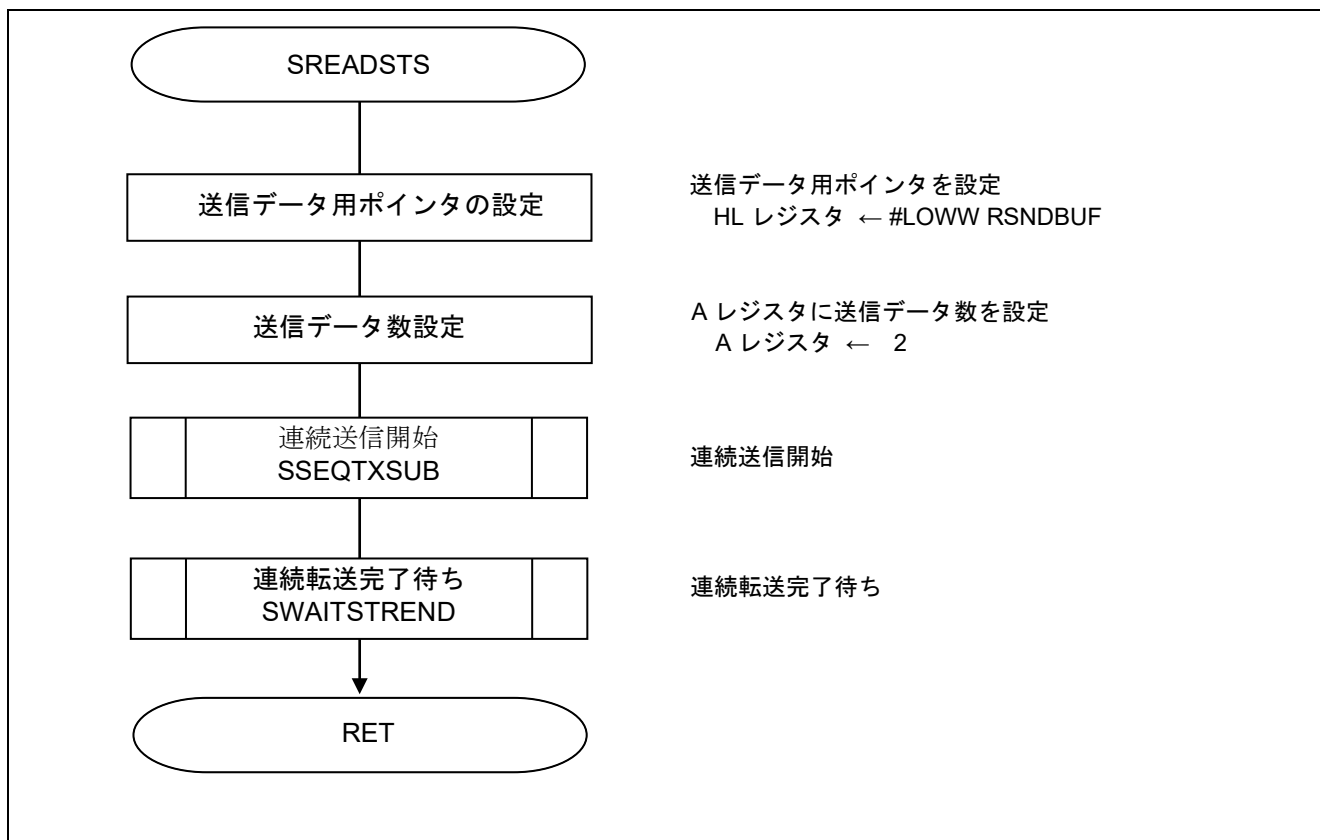 SREADSTS
送信データ用ポインタの設定
送信データ用ポインタを設定
HL レジスタ ← #LOWW RSNDBUF
送信データ数設定
A レジスタに送信データ数を設定
A レジスタ ← 2
連続送信開始
SSEQTXSUB
連続送信開始
連続転送完了待ち
SWAITSTREND
連続転送完了待ち
RET